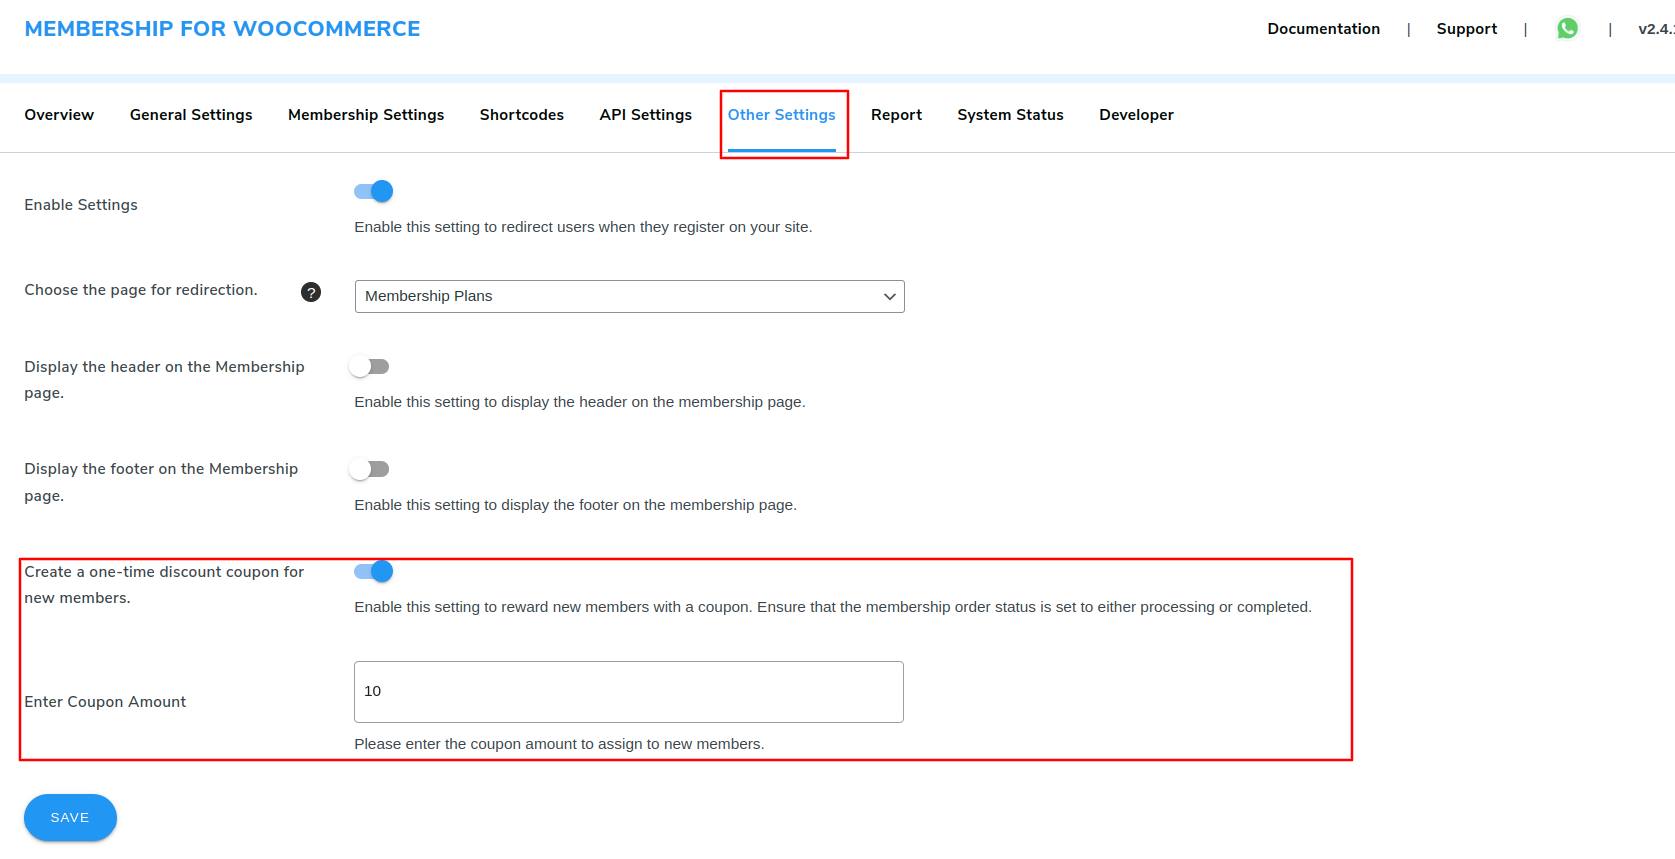 MEMBERSHIP FOR WOOCOMMERCE
Documentation | Support | | v2.4.
Overview General Settings Membership Settings Shortcodes API Settings Other Settings Report System Status Developer
Enable Settings
Enable this setting to redirect users when they register on your site.
Choose the page for redirection. ? Membership Plans
Display the header on the Membership
page.
Enable this setting to display the header on the membership page.
Display the footer on the Membership
page.
Enable this setting to display the footer on the membership page.
Create a one-time discount coupon for
new members.
Enable this setting to reward new members with a coupon. Ensure that the membership order status is set to either processing or completed.
Enter Coupon Amount
10
Please enter the coupon amount to assign to new members.
SAVE